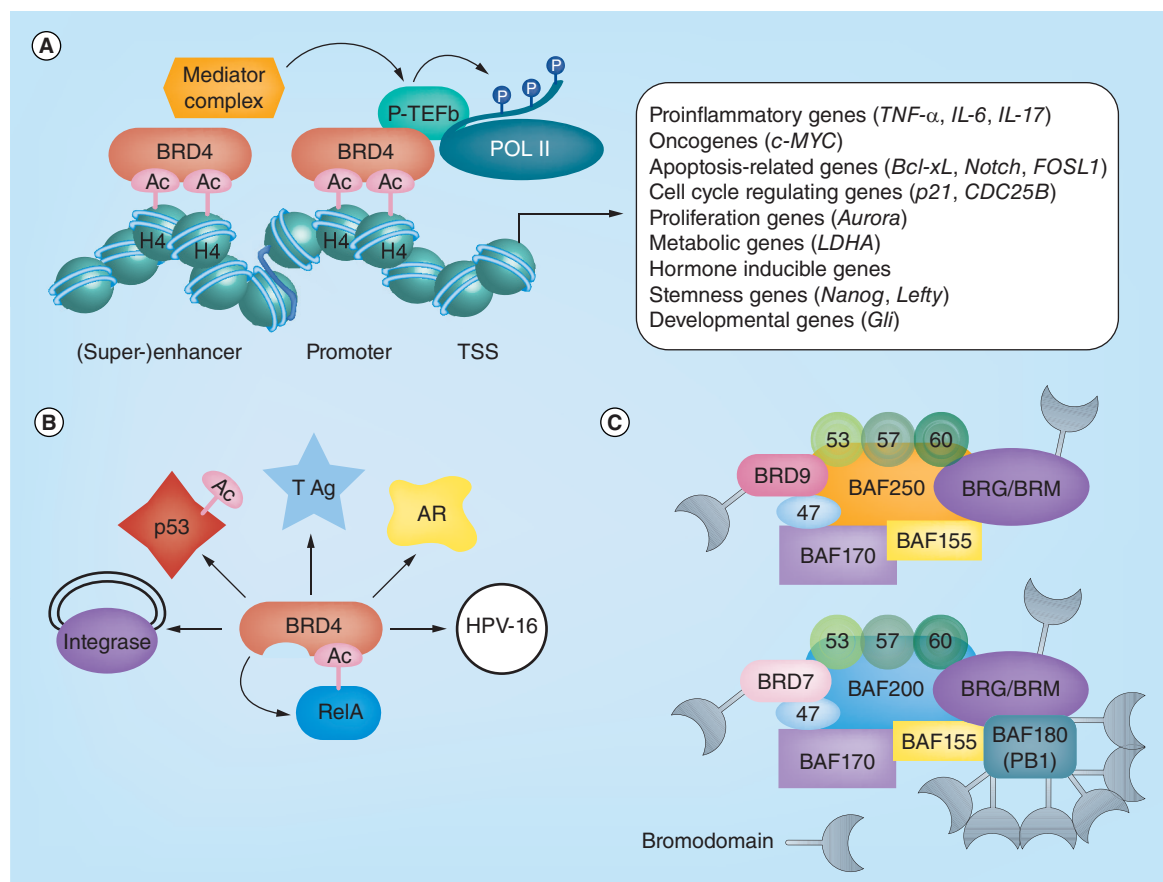 A
Mediator
complex
P
P
P
P-TEFb
BRD4
BRD4
POL II
Ac
Ac
Ac
Ac
H4
H4
H4
H4
(Super-)enhancer
Promoter
TSS
Proinflammatory genes (TNF-α, IL-6, IL-17)
Oncogenes (c-MYC)
Apoptosis-related genes (Bcl-xL, Notch, FOSL1)
Cell cycle regulating genes (p21, CDC25B)
Proliferation genes (Aurora)
Metabolic genes (LDHA)
Hormone inducible genes
Stemness genes (Nanog, Lefty)
Developmental genes (Gli)
B
p53
Ac
T Ag
AR
Integrase
BRD4
HPV-16
Ac
RelA
C
53
57
60
BRD9
BAF250
BRG/BRM
47
BAF170
BAF155
53
57
60
BRD7
BAF200
BRG/BRM
47
BAF170
BAF155
BAF180
(PB1)
Bromodomain